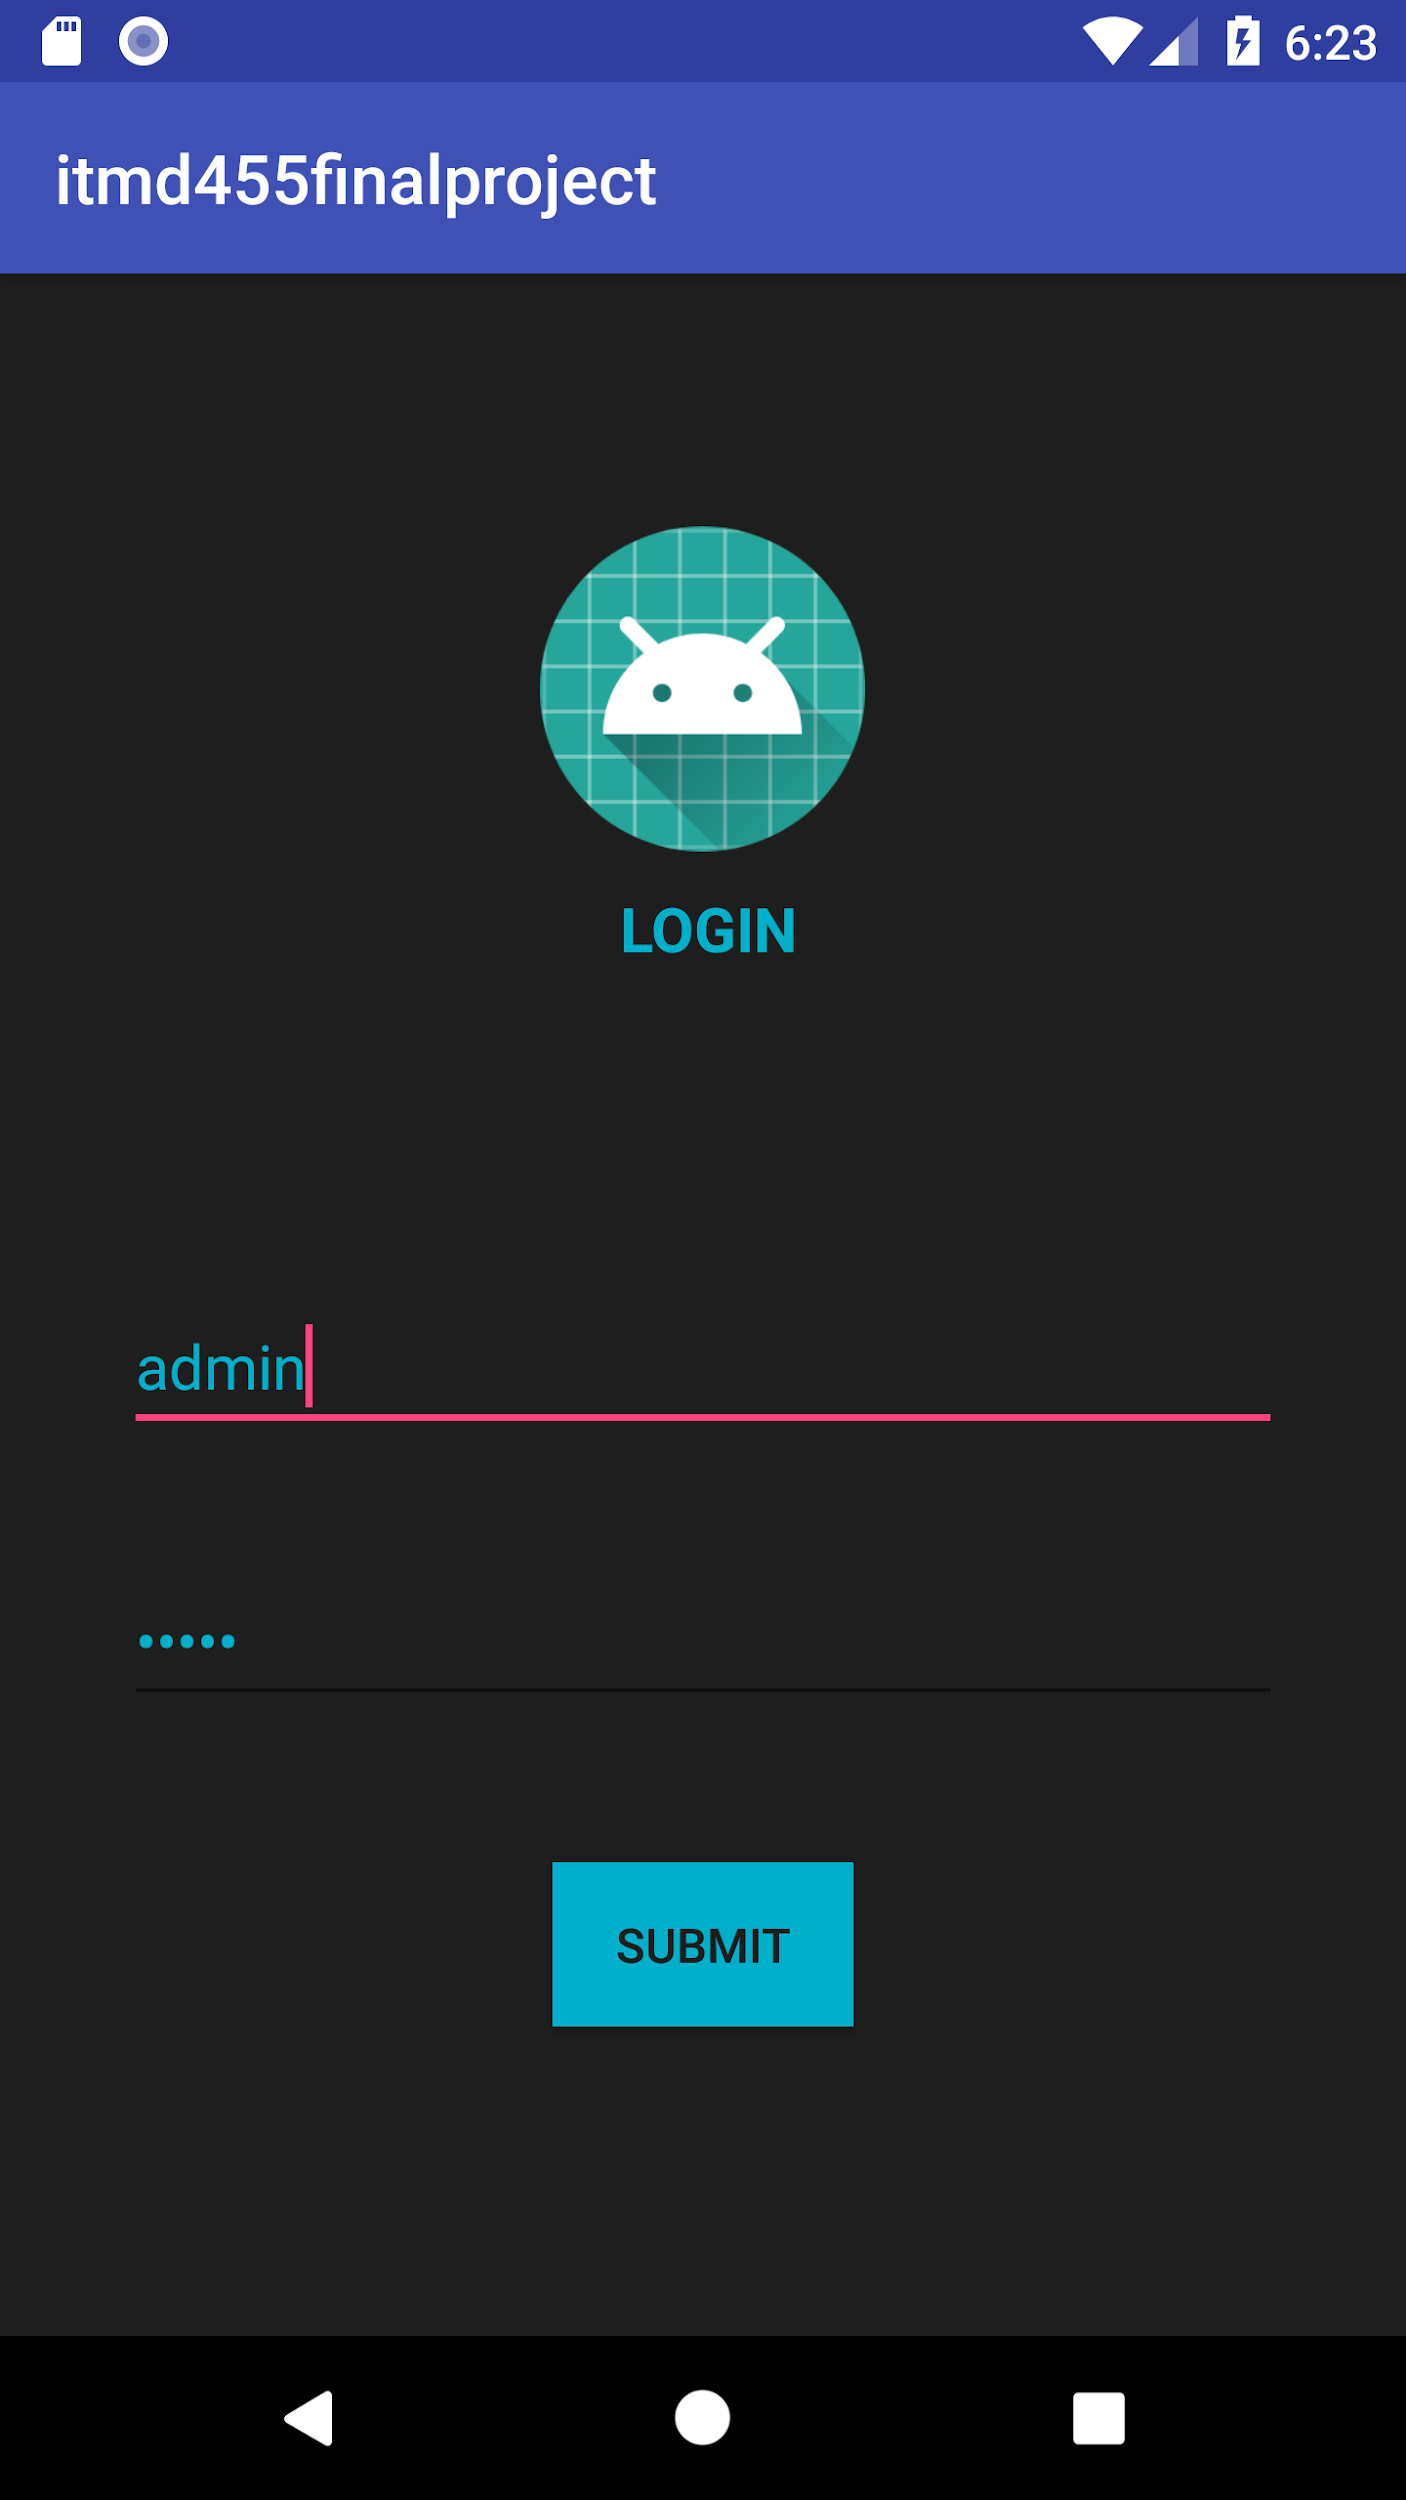 6:23
itmd455finalproject
LOGIN
admin
•••••
SUBMIT